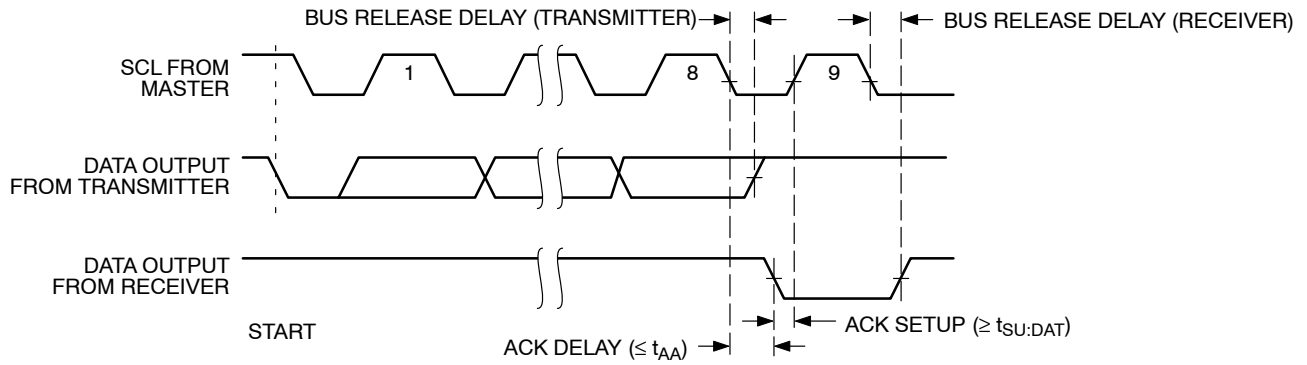 BUS RELEASE DELAY (TRANSMITTER)
BUS RELEASE DELAY (RECEIVER)
SCL FROM
MASTER
1
8
9
DATA OUTPUT
FROM TRANSMITTER
DATA OUTPUT
FROM RECEIVER
START
ACK SETUP (≥ tSU:DAT)
ACK DELAY (≤ tAA)